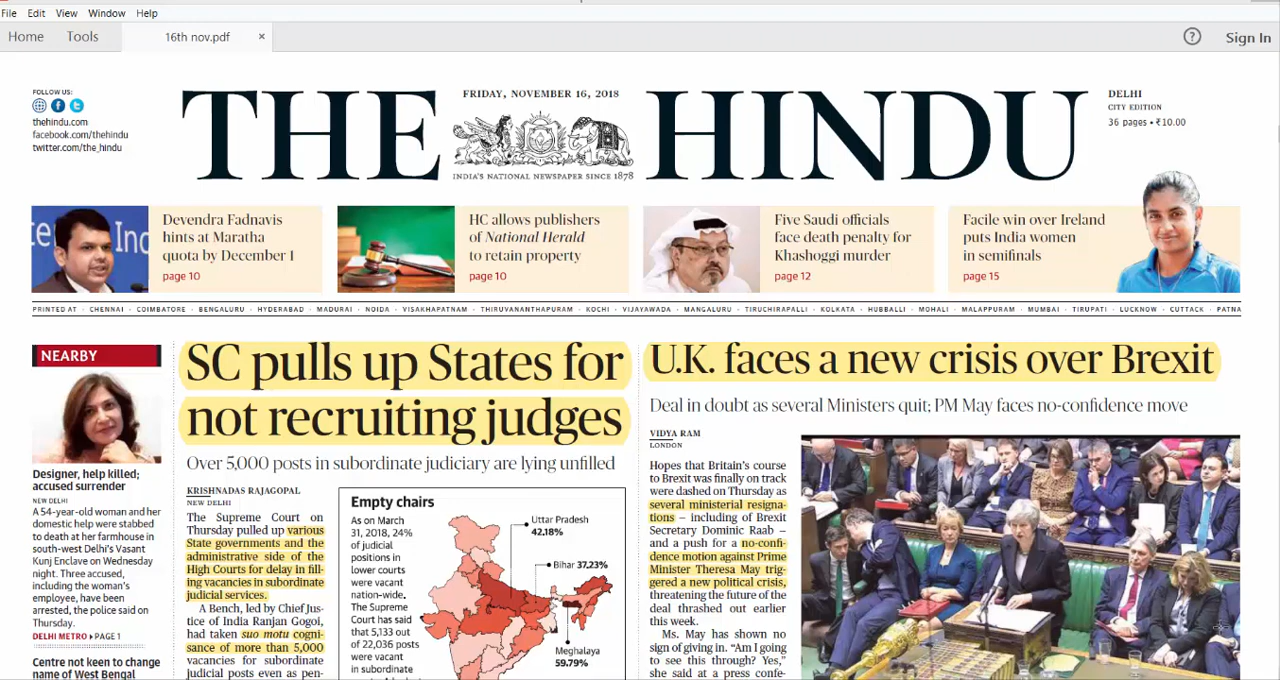 File Edit View Window Help
Home Tools 16th nov.pdf × ? Sign In
FOLLOW US:
thehindu.com
facebook.com/thehindu
twitter.com/the_hindu
THE HINDU
FRIDAY, NOVEMBER 16, 2018
INDIA'S NATIONAL NEWSPAPER SINCE 1878
DELHI
CITY EDITION
36 pages • ₹10.00
Devendra Fadnavis
hints at Maratha
quota by December 1
page 10
HC allows publishers
of National Herald
to retain property
page 10
Five Saudi officials
face death penalty for
Khashoggi murder
page 12
Facile win over Ireland
puts India women
in semifinals
page 15
PRINTED AT · CHENNAI · COIMBATORE · BENGALURU · HYDERABAD · MADURAI · NOIDA · VISAKHAPATNAM · THIRUVANANTHAPURAM · KOCHI · VIJAYAWADA · MANGALURU · TIRUCHIRAPALLI · KOLKATA · HUBBALLI · MOHALI · MALAPPURAM · MUMBAI · TIRUPATI · LUCKNOW · CUTTACK · PATNA
NEARBY
Designer, help killed;
accused surrender
NEW DELHI
A 54-year-old woman and her
domestic help were stabbed
to death at her farmhouse in
south-west Delhi's Vasant
Kunj Enclave on Wednesday
night. Three accused,
including the woman's
employee, have been
arrested, the police said on
Thursday.
DELHI METRO ▶ PAGE 1
Centre not keen to change
name of West Bengal
SC pulls up States for
not recruiting judges
Over 5,000 posts in subordinate judiciary are lying unfilled
KRISHNADAS RAJAGOPAL
NEW DELHI
The Supreme Court on
Thursday pulled up various
State governments and the
administrative side of the
High Courts for delay in fill-
ing vacancies in subordinate
judicial services.
A Bench, led by Chief Jus-
tice of India Ranjan Gogoi,
had taken suo motu cogni-
sance of more than 5,000
vacancies for subordinate
judicial posts even as pen-
Empty chairs
As on March
31, 2018, 24%
of judicial
positions in
lower courts
were vacant
nation-wide.
The Supreme
Court has said
that 5,133 out
of 22,036 posts
were vacant
in subordinate
Uttar Pradesh
42.18%
Bihar 37,23%
Meghalaya
59.79%
U.K. faces a new crisis over Brexit
Deal in doubt as several Ministers quit; PM May faces no-confidence move
VIDYA RAM
LONDON
Hopes that Britain's course
to Brexit was finally on track
were dashed on Thursday as
several ministerial resigna-
tions – including of Brexit
Secretary Dominic Raab –
and a push for a no-confi-
dence motion against Prime
Minister Theresa May trig-
gered a new political crisis,
threatening the future of the
deal thrashed out earlier
this week.
Ms. May has shown no
sign of giving in. "Am I going
to see this through? Yes,"
she said at a press confe-